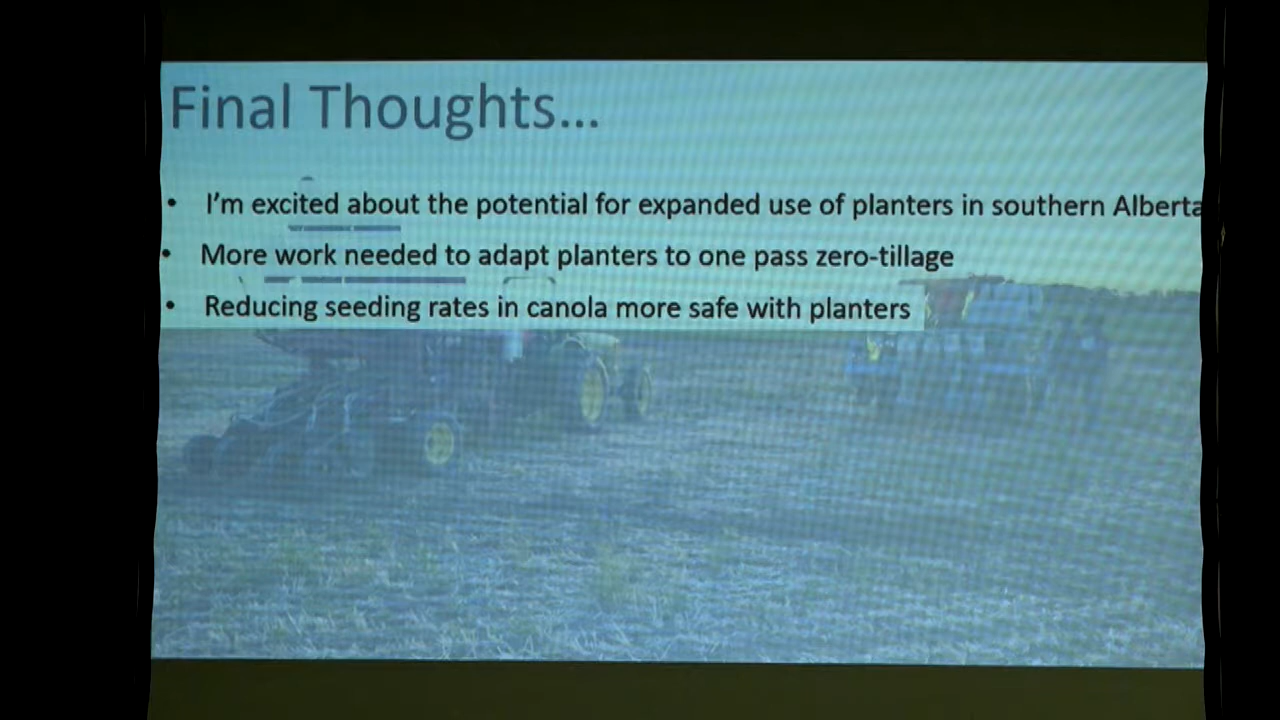 Final Thoughts...
• I'm excited about the potential for expanded use of planters in southern Alberta
• More work needed to adapt planters to one pass zero-tillage
• Reducing seeding rates in canola more safe with planters